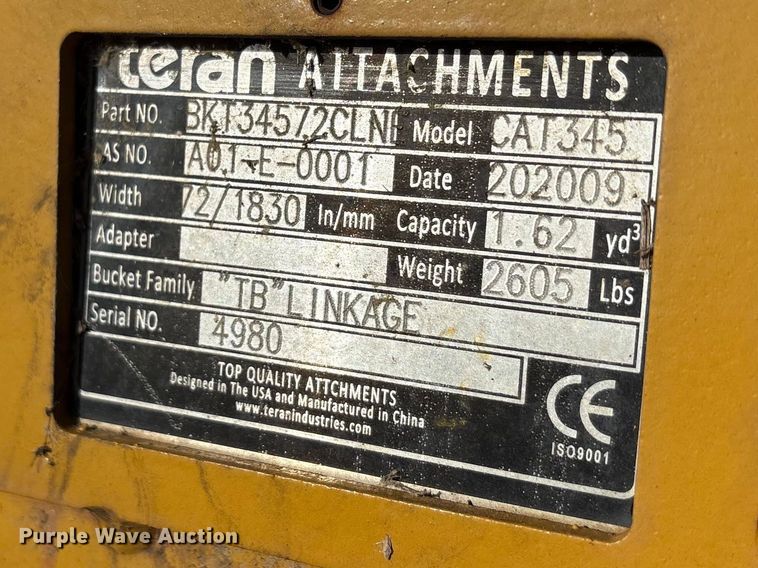 teran ATTACHMENTS
Part NO. BKT34572CLN Model CAT345
AS NO. A01-E-0001 Date 202009
Width 72/1830 In/mm Capacity 1.62 yd³
Adapter Weight 2605 Lbs
Bucket Family "TB"LINKAGE
Serial NO. 4980
TOP QUALITY ATTCHMENTS
Designed in The USA and Manufactured in China
www.teranindustries.com
CE
ISO9001
Purple Wave Auction